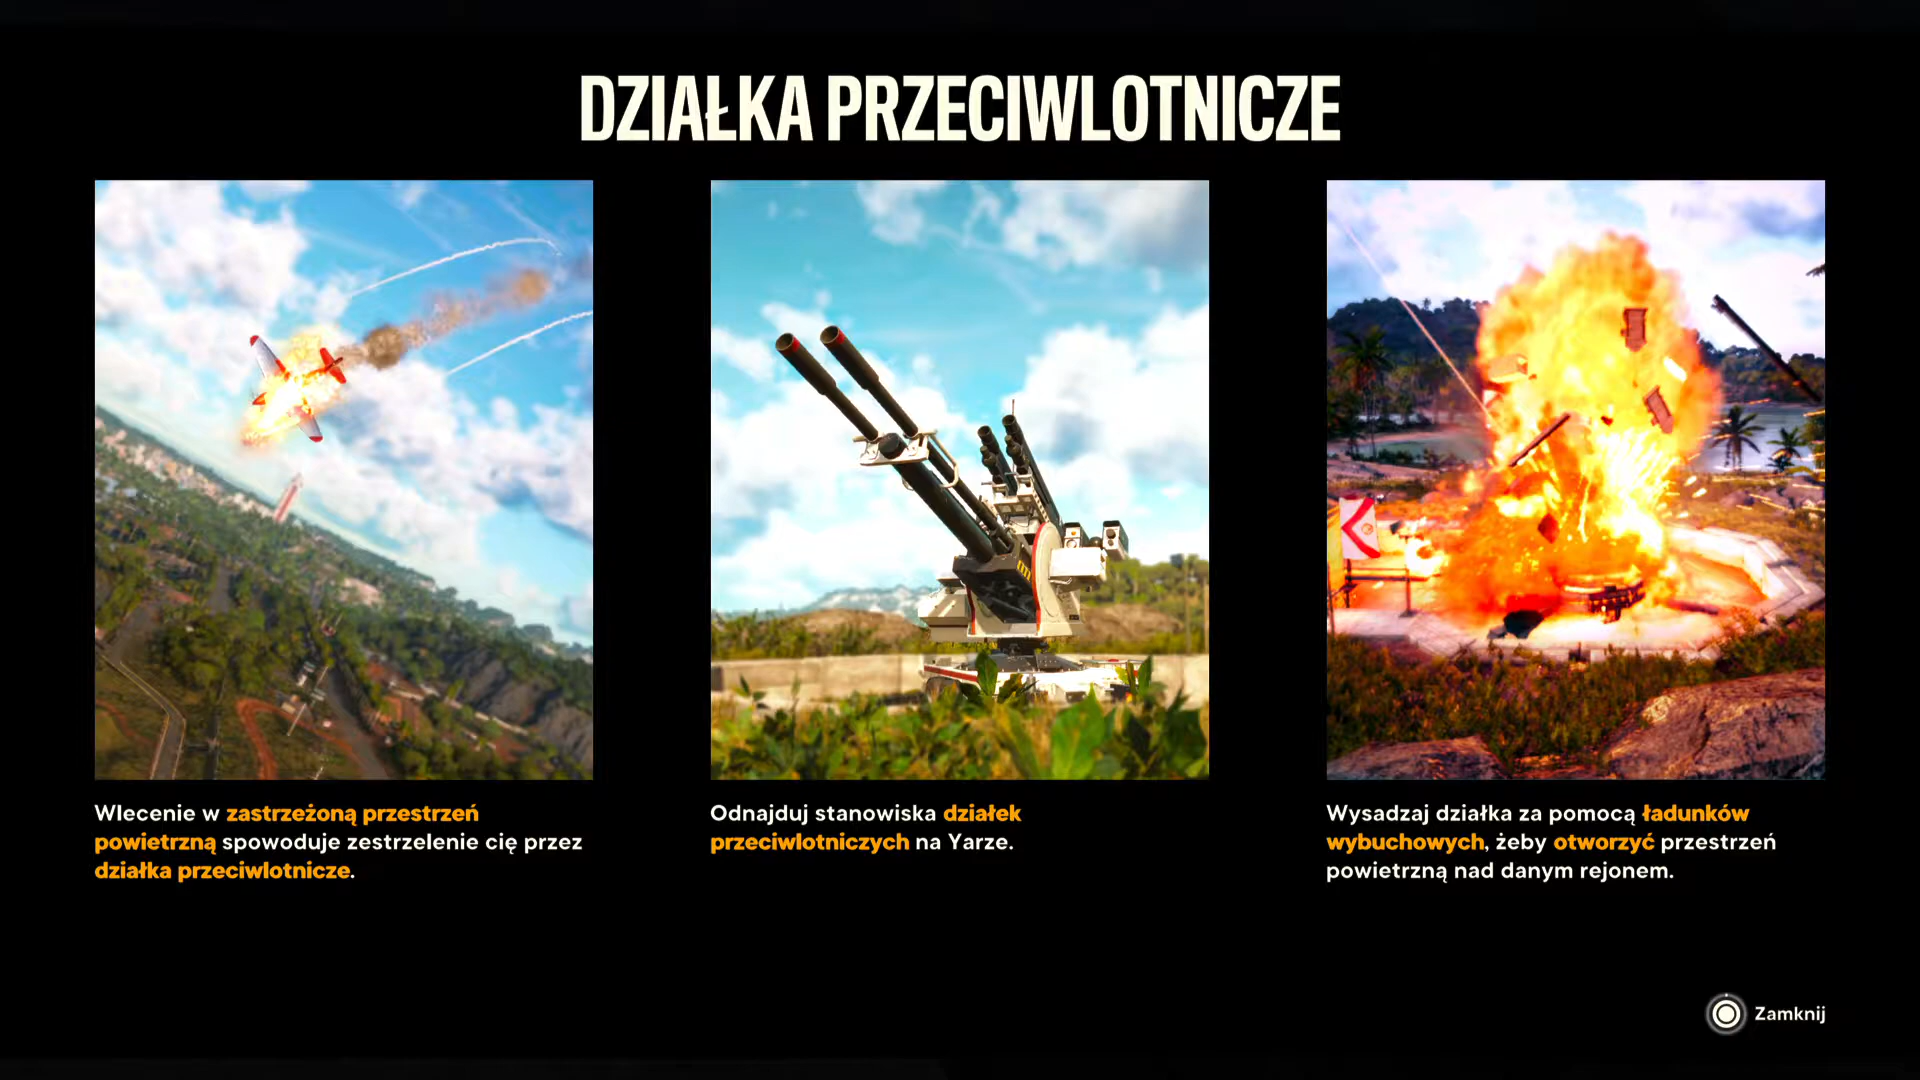 DZIAŁKA PRZECIWLOTNICZE
Wlecenie w zastrzeżoną przestrzeń
powietrzną spowoduje zestrzelenie cię przez
działka przeciwlotnicze.
Odnajduj stanowiska działek
przeciwlotniczych na Yarze.
Wysadzaj działka za pomocą ładunków
wybuchowych, żeby otworzyć przestrzeń
powietrzną nad danym rejonem.
Zamknij